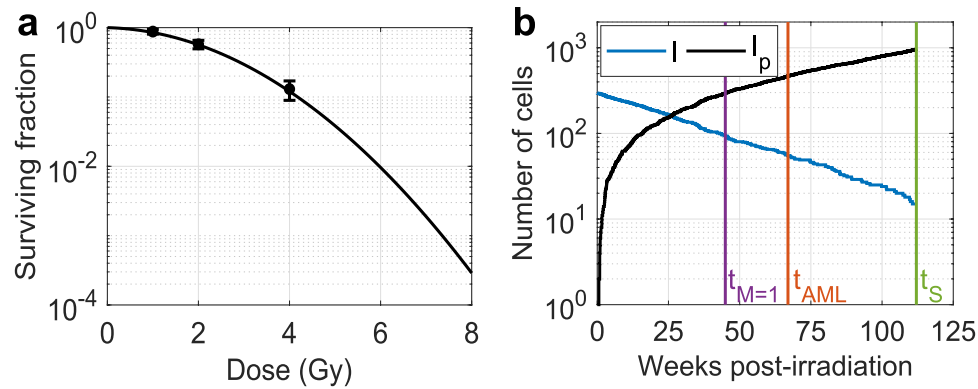 a
Surviving fraction
10^0
10^-2
10^-4
0 2 4 6 8
Dose (Gy)
b
Number of cells
I I_p
10^3
10^2
10^1
10^0
t_M=1 t_AML t_S
0 25 50 75 100 125
Weeks post-irradiation